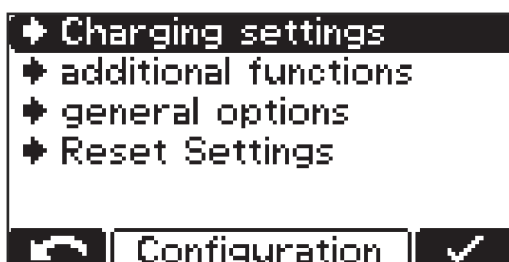 Charging settings
additional functions
general options
Reset Settings
Configuration